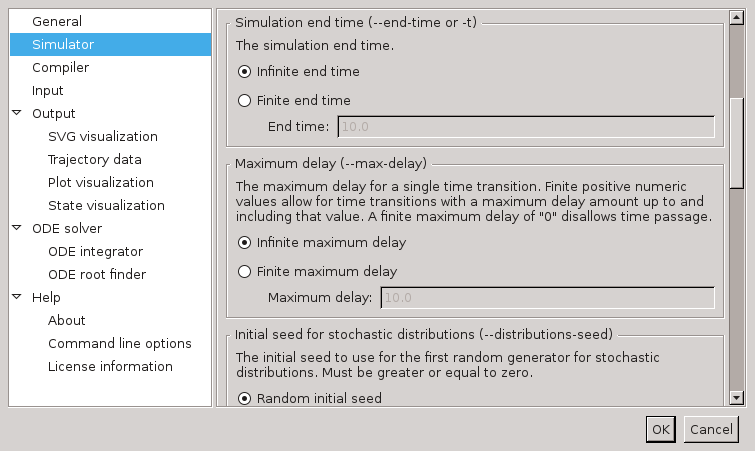 General
Simulator
Compiler
Input
Output
SVG visualization
Trajectory data
Plot visualization
State visualization
ODE solver
ODE integrator
ODE root finder
Help
About
Command line options
License information
Simulation end time (--end-time or -t)
The simulation end time.
Infinite end time
Finite end time
End time: 10.0
Maximum delay (--max-delay)
The maximum delay for a single time transition. Finite positive numeric
values allow for time transitions with a maximum delay amount up to and
including that value. A finite maximum delay of "0" disallows time passage.
Infinite maximum delay
Finite maximum delay
Maximum delay: 10.0
Initial seed for stochastic distributions (--distributions-seed)
The initial seed to use for the first random generator for stochastic
distributions. Must be greater or equal to zero.
Random initial seed
OK
Cancel